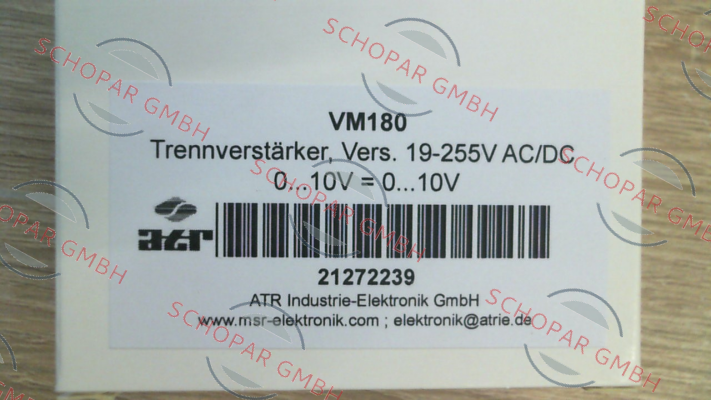 VM180
Trennverstärker, Vers. 19-255V AC/DC
0...10V = 0...10V
atr
21272239
ATR Industrie-Elektronik GmbH
www.msr-elektronik.com ; elektronik@atrie.de
SCHOPAR GMBH
SCHOPAR GMBH
SCHOPAR GMBH
SCHOPAR GMBH
SCHOPAR GMBH
SCHOPAR GMBH
SCHOPAR GMBH